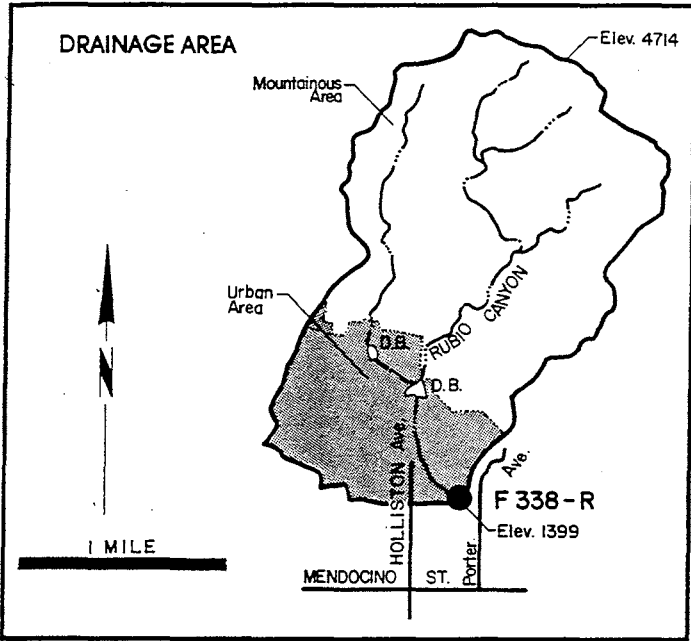 DRAINAGE AREA
Elev. 4714
Mountainous
Area
Urban
Area
RUBIO CANYON
D.B.
D.B.
N
HOLLISTON Ave.
Porter Ave.
F 338-R
Elev. 1399
1 MILE
MENDOCINO ST.